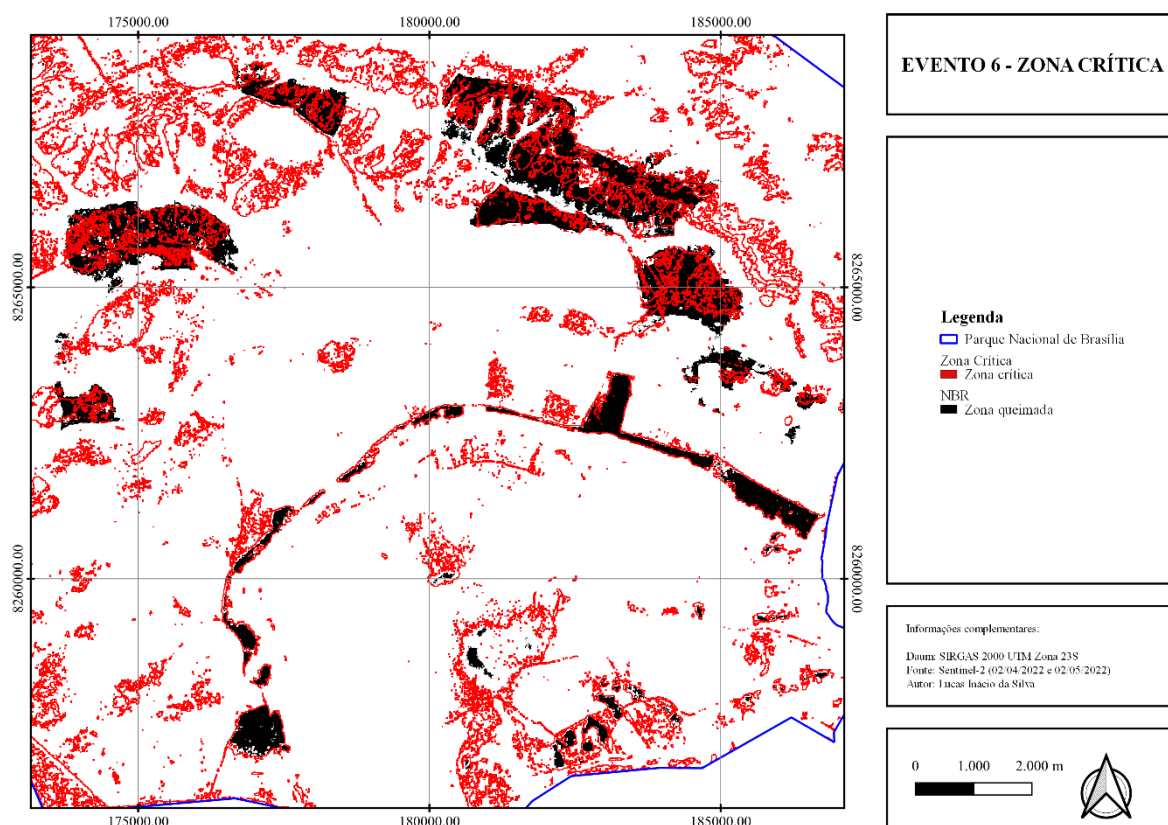 175000.00 180000.00 185000.00
EVENTO 6 - ZONA CRÍTICA
8265000.00 8265000.00
Legenda
Parque Nacional de Brasília
Zona Crítica
Zona crítica
NBR
Zona queimada
8260000.00 8260000.00
Informações complementares:
Daum: SIRGAS 2000 UTM Zona 23S
Fonte: Sentinel-2 (02/04/2022 e 02/05/2022)
Autor: Lucas Inácio da Silva
0 1.000 2.000 m
175000.00 180000.00 185000.00